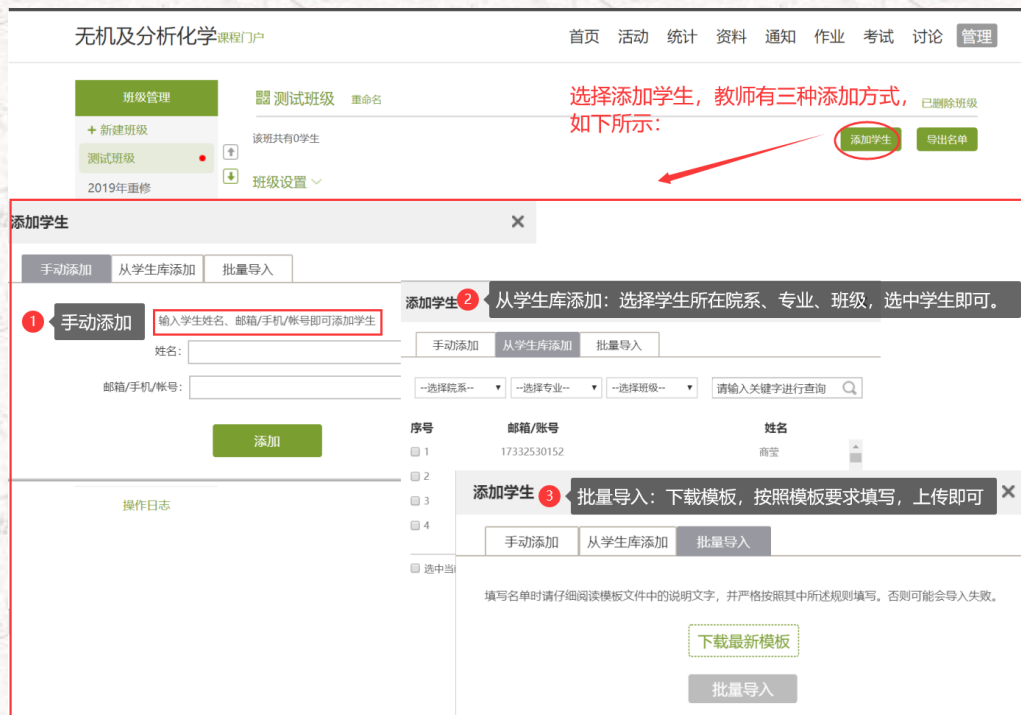 无机及分析化学课程门户
首页 活动 统计 资料 通知 作业 考试 讨论 管理
班级管理
+ 新建班级
测试班级
2019年重修
测试班级 重命名
选择添加学生，教师有三种添加方式，
如下所示：
已删除班级
该班共有0学生
添加学生 导出名单
班级设置
添加学生
手动添加 从学生库添加 批量导入
1 手动添加
输入学生姓名、邮箱/手机/帐号即可添加学生
姓名:
邮箱/手机/帐号:
添加
操作日志
添加学生 2 从学生库添加：选择学生所在院系、专业、班级，选中学生即可。
手动添加 从学生库添加 批量导入
--选择院系-- --选择专业-- --选择班级-- 请输入关键字进行查询
序号 邮箱/账号 姓名
1 17332530152 商莹
2
3
4
选中当
添加学生 3 批量导入：下载模板，按照模板要求填写，上传即可
手动添加 从学生库添加 批量导入
填写名单时请仔细阅读模板文件中的说明文字，并严格按照其中所述规则填写。否则可能会导入失败。
下载最新模板
批量导入